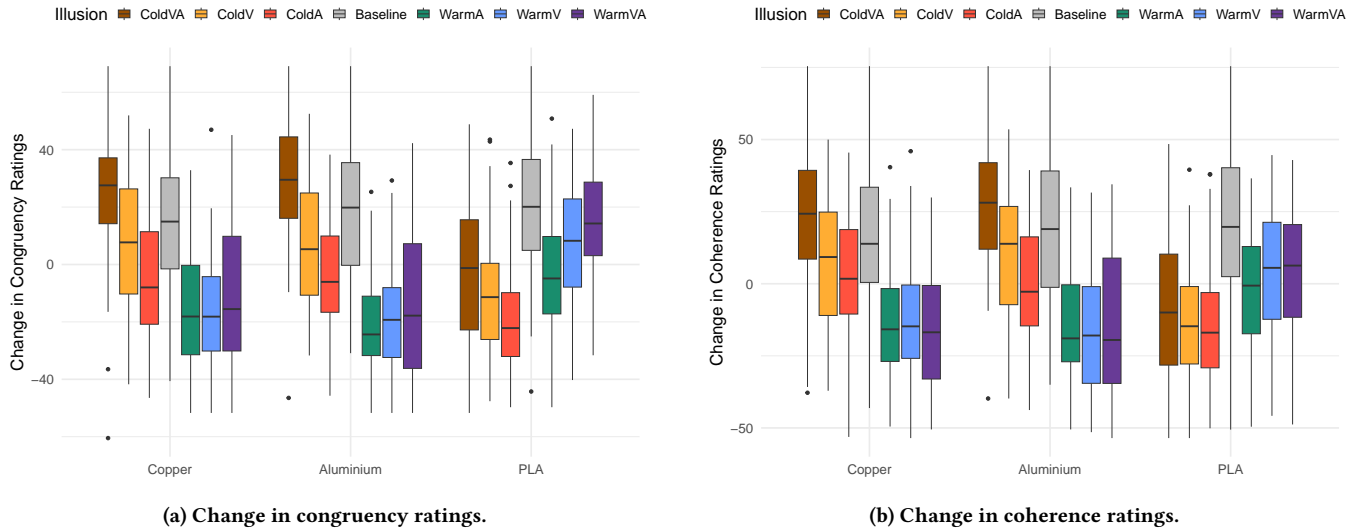 Illusion ColdVA ColdV ColdA Baseline WarmA WarmV WarmVA
Change in Congruency Ratings
40
0
−40
Copper Aluminium PLA
(a) Change in congruency ratings.
Illusion ColdVA ColdV ColdA Baseline WarmA WarmV WarmVA
Change in Coherence Ratings
50
0
−50
Copper Aluminium PLA
(b) Change in coherence ratings.